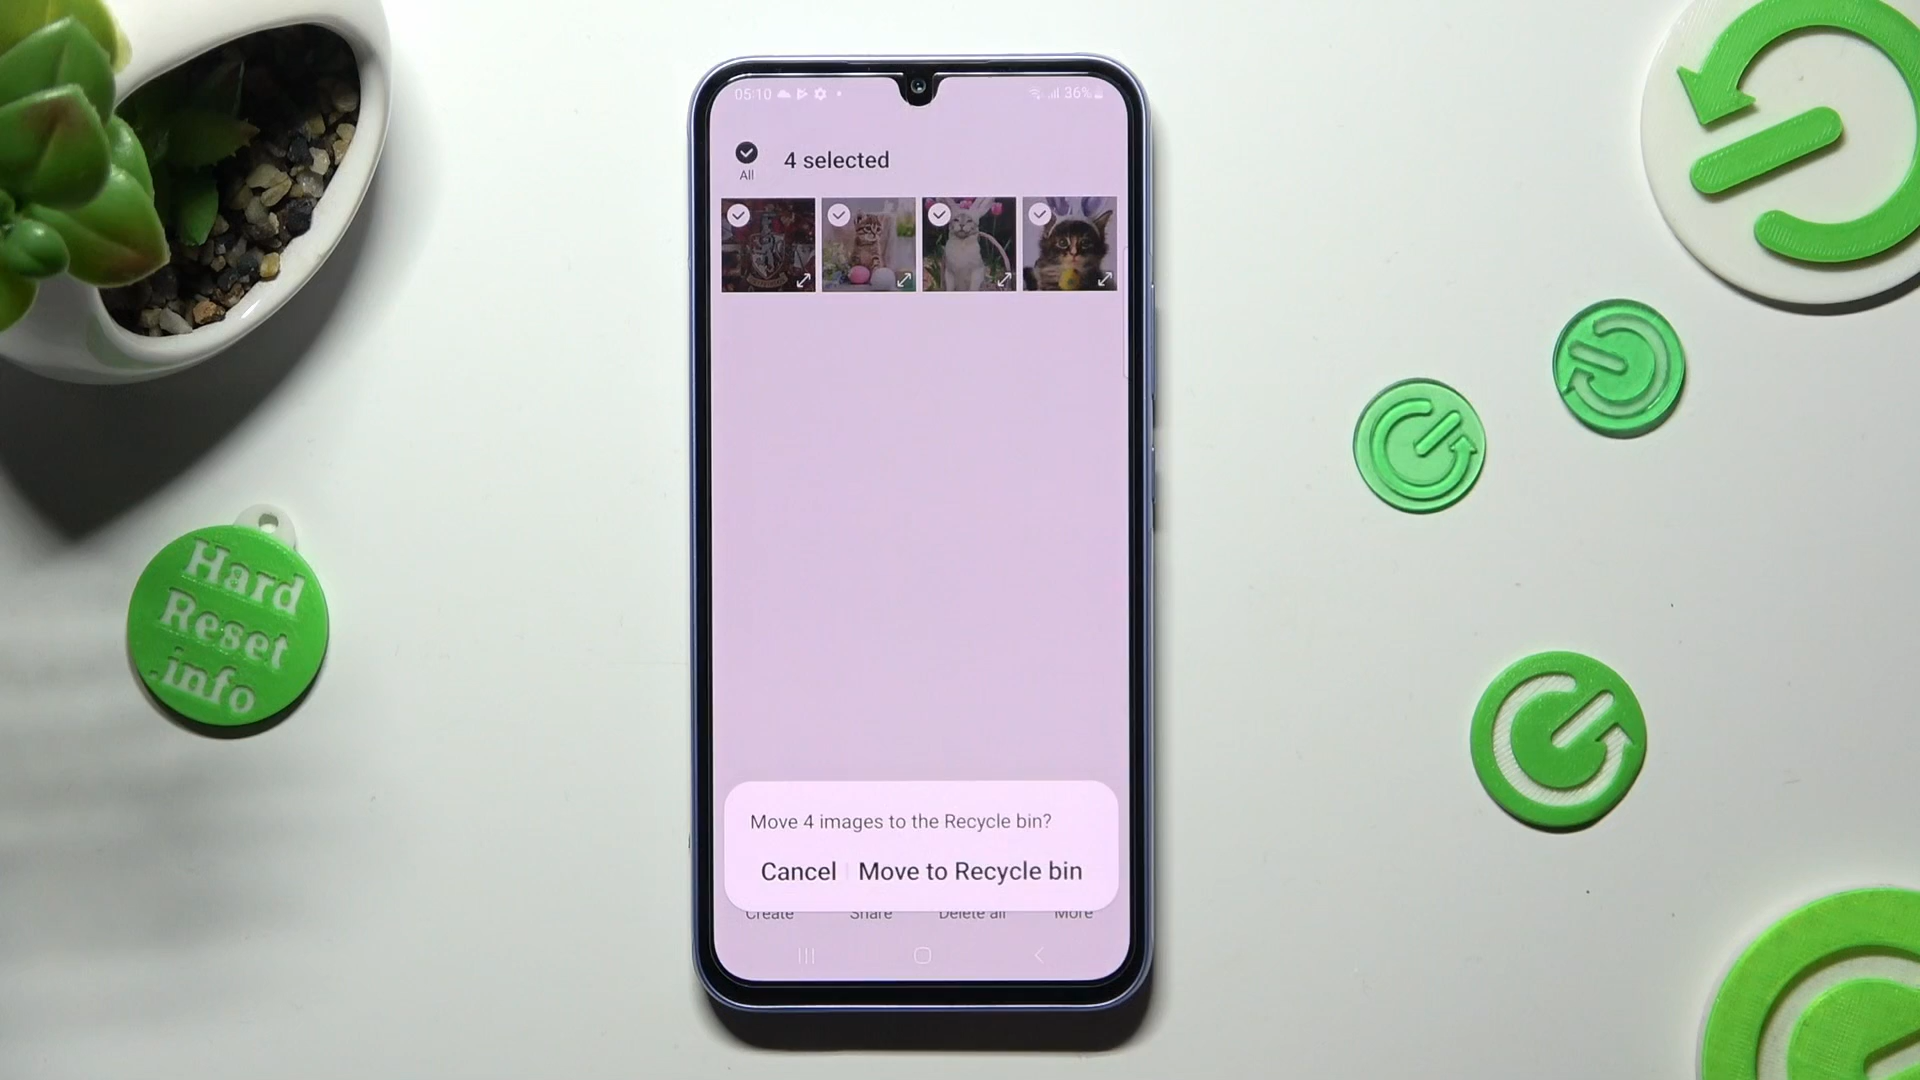 05:10
36%
All
4 selected
Move 4 images to the Recycle bin?
Cancel
Move to Recycle bin
Create
Share
Delete all
More
Hard
Reset
.info